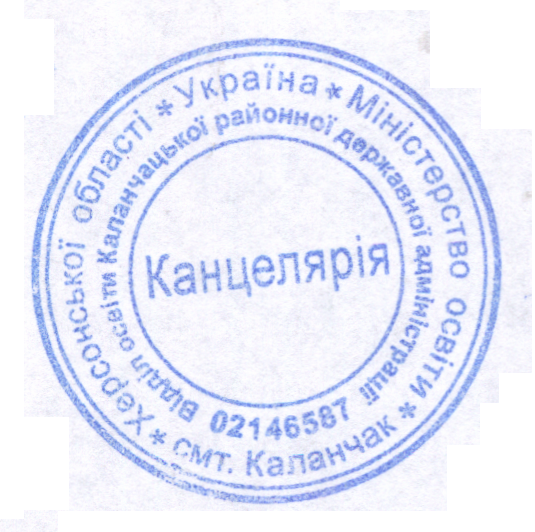 * Україна * Міністерство освіти * смт. Каланчак * Херсонської області
Відділ освіти Каланчацької районної державної адміністрації
02146587
Канцелярія